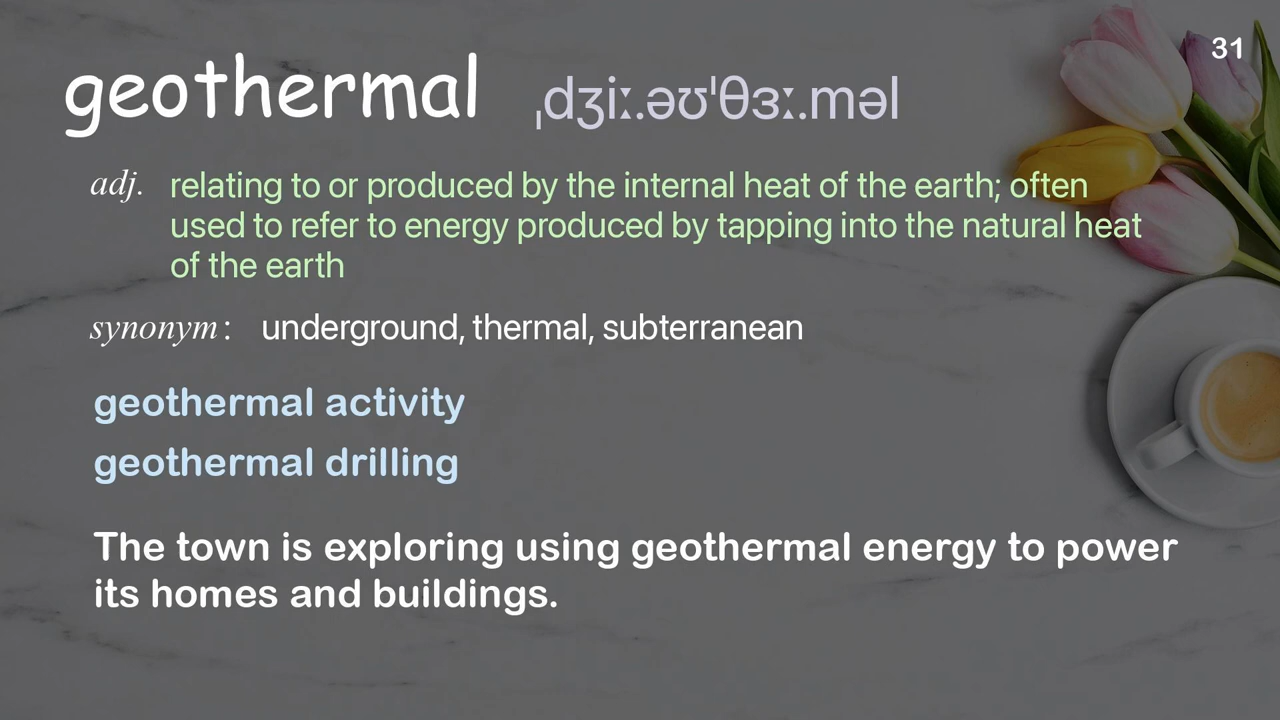 31
geothermal ˌdʒiː.əʊˈθɜː.məl
adj. relating to or produced by the internal heat of the earth; often
used to refer to energy produced by tapping into the natural heat
of the earth
synonym: underground, thermal, subterranean
geothermal activity
geothermal drilling
The town is exploring using geothermal energy to power
its homes and buildings.